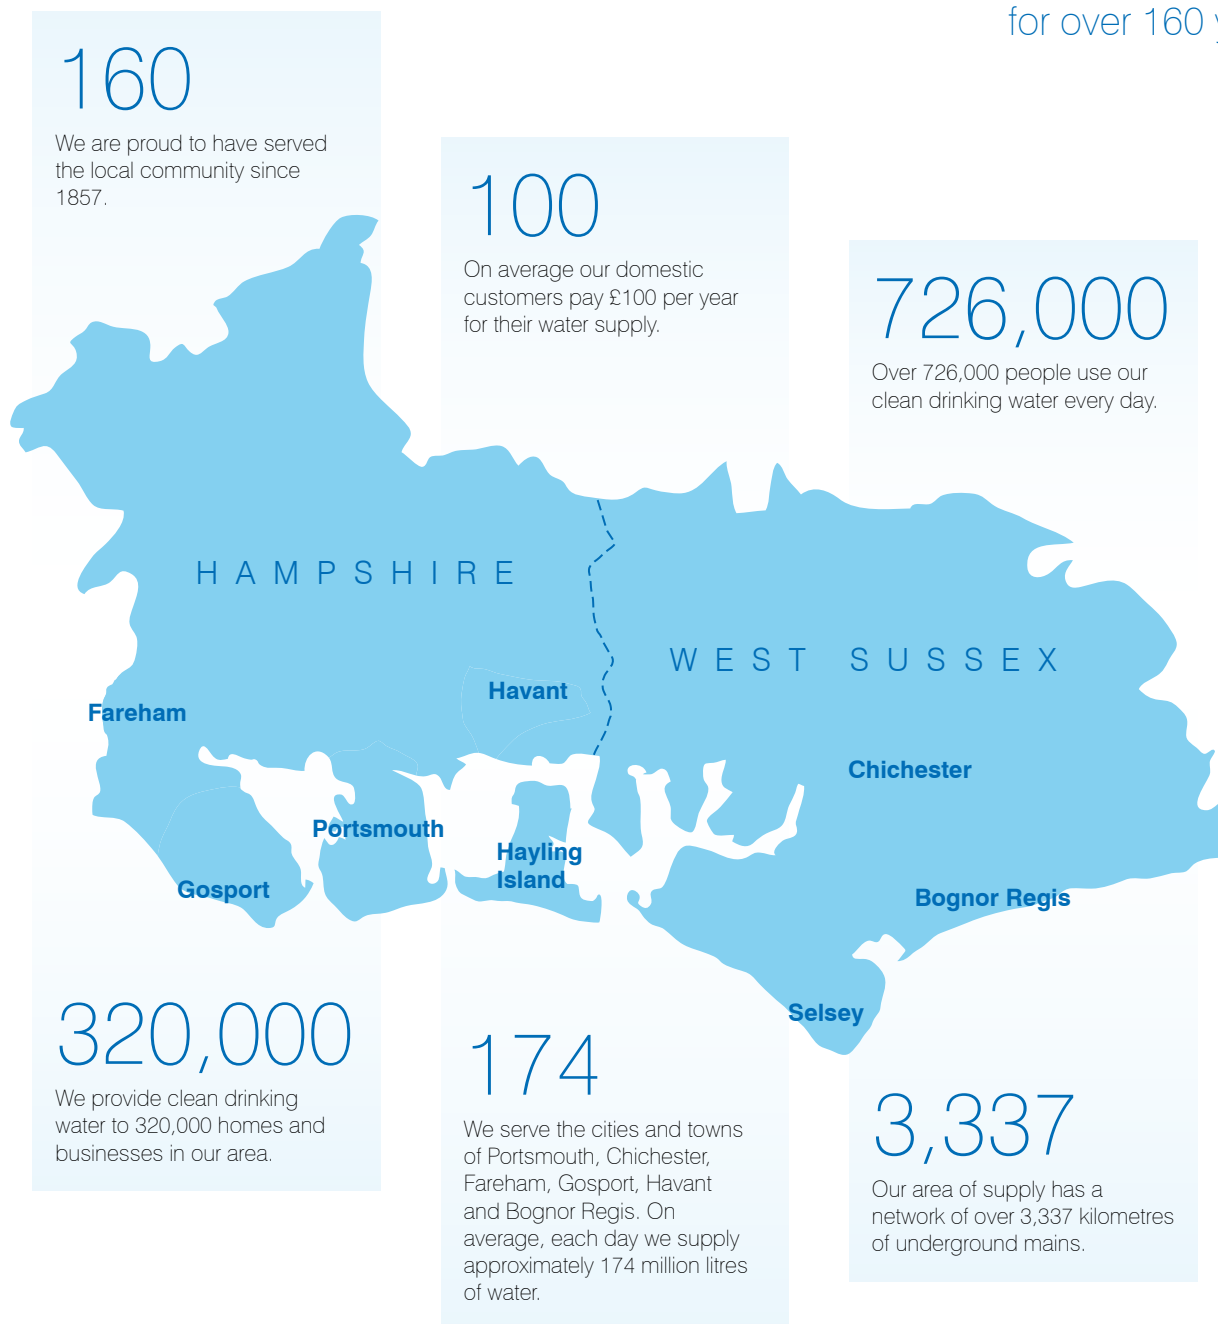 for over 160
160
We are proud to have served
the local community since
1857.
100
On average our domestic
customers pay £100 per year
for their water supply.
726,000
Over 726,000 people use our
clean drinking water every day.
HAMPSHIRE
WEST SUSSEX
Havant
Fareham
Chichester
Portsmouth
Hayling
Island
Gosport
Bognor Regis
Selsey
320,000
We provide clean drinking
water to 320,000 homes and
businesses in our area.
174
We serve the cities and towns
of Portsmouth, Chichester,
Fareham, Gosport, Havant
and Bognor Regis. On
average, each day we supply
approximately 174 million litres
of water.
3,337
Our area of supply has a
network of over 3,337 kilometres
of underground mains.